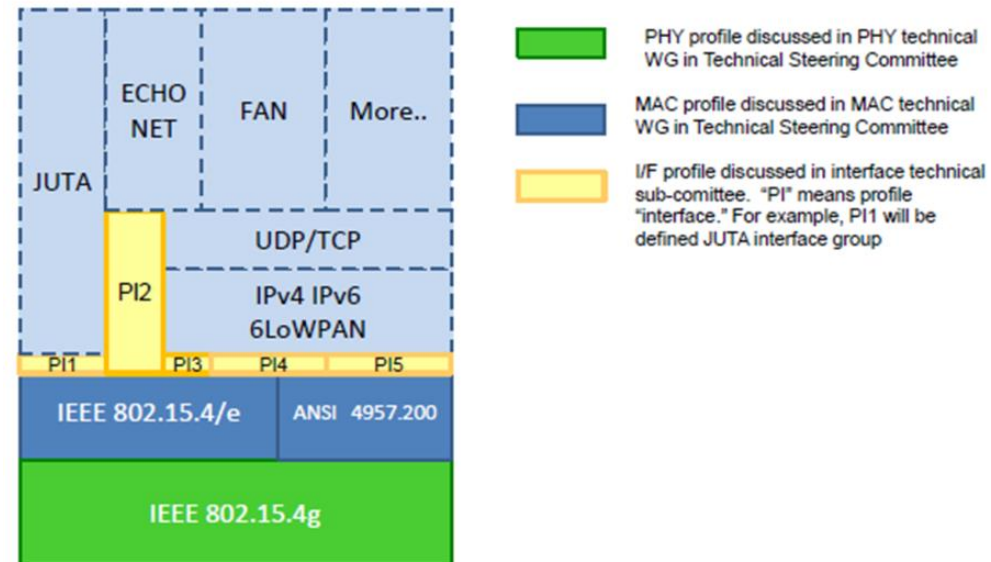 ECHO
NET
FAN
More..
JUTA
UDP/TCP
PI2
IPv4 IPv6
6LoWPAN
PI1
PI3
PI4
PI5
IEEE 802.15.4/e
ANSI 4957.200
IEEE 802.15.4g
PHY profile discussed in PHY technical
WG in Technical Steering Committee
MAC profile discussed in MAC technical
WG in Technical Steering Committee
I/F profile discussed in interface technical
sub-comittee. “PI” means profile
“interface.” For example, PI1 will be
defined JUTA interface group